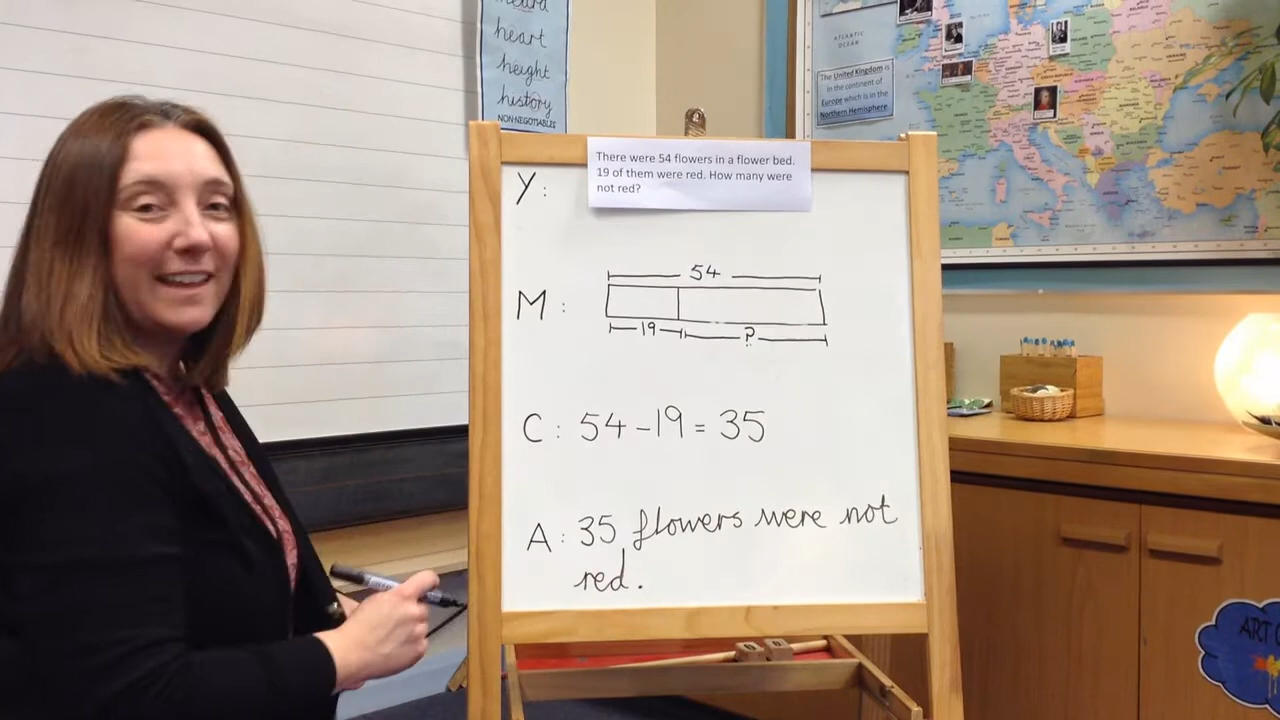 heard
heart
height
history
NON-NEGOTIABLES
There were 54 flowers in a flower bed.
19 of them were red. How many were
not red?
Y:
54
M:
19 ?
C: 54-19=35
A: 35 flowers were not
red.
ATLANTIC
OCEAN
The United Kingdom is
in the continent of
Europe which is in the
Northern Hemisphere.
ART